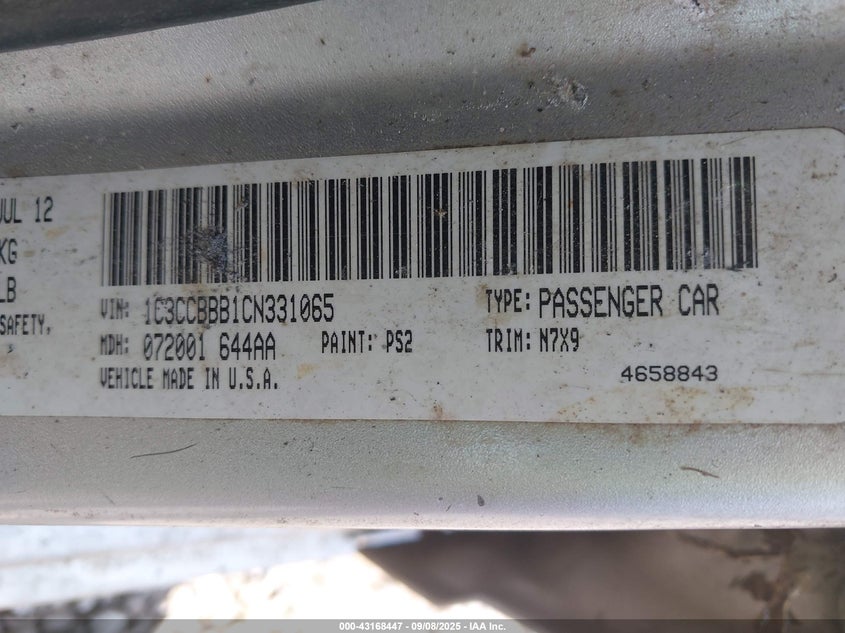 JUL 12
KG
LB
SAFETY.
VIN: 1C3CCBBB1CN331065 TYPE: PASSENGER CAR
MDH: 072001 644AA PAINT: PS2 TRIM: N7X9
VEHICLE MADE IN U.S.A.
4658843
000-43168447 - 09/08/2025 - IAA Inc.